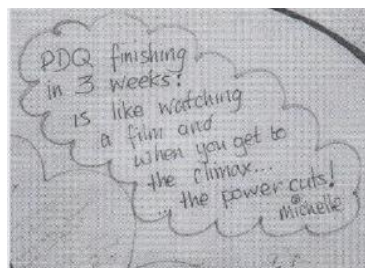 PDQ finishing
in 3 weeks!
is like watching
a film and
when you get to
the climax...
... the power cuts!
michelle